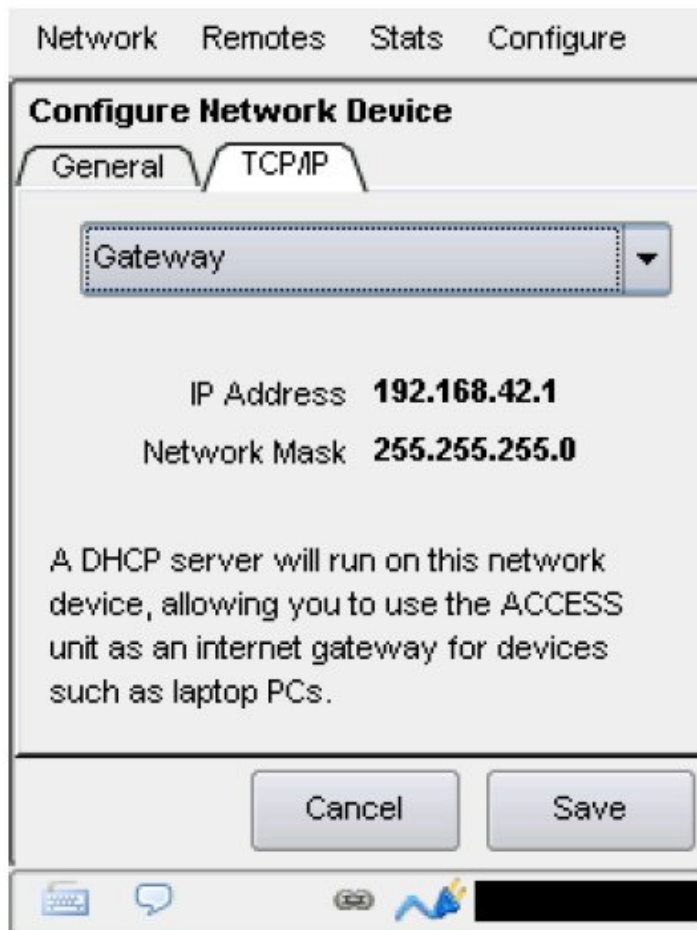 Network Remotes Stats Configure
Configure Network Device
General TCP/IP
Gateway
IP Address 192.168.42.1
Network Mask 255.255.255.0
A DHCP server will run on this network
device, allowing you to use the ACCESS
unit as an internet gateway for devices
such as laptop PCs.
Cancel Save